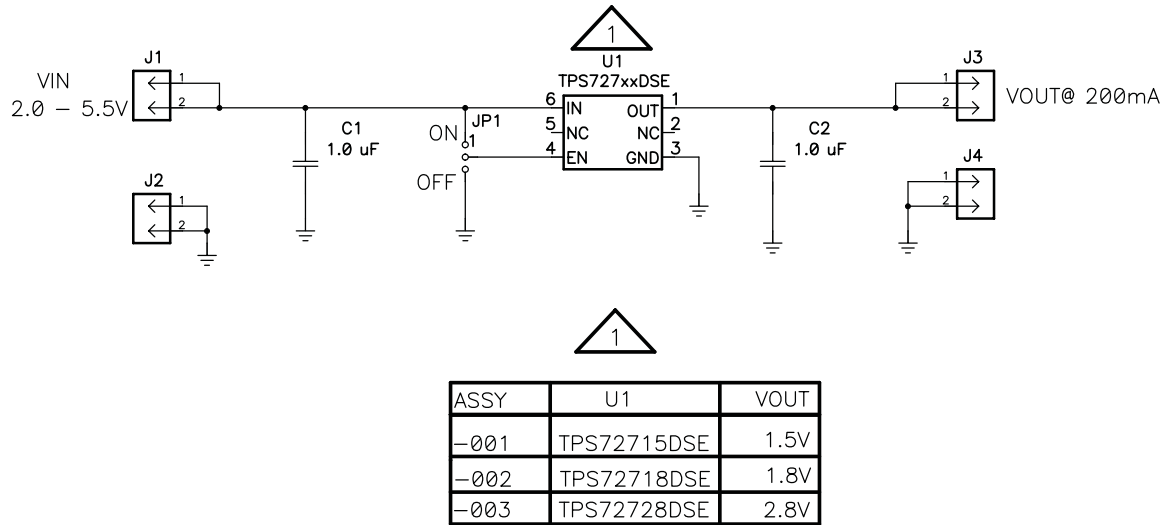 1
U1
TPS727xxDSE
J1
VIN
2.0 – 5.5V
1
2
C1
1.0 uF
ON
OFF
JP1
1
6 IN OUT 1
5 NC NC 2
4 EN GND 3
C2
1.0 uF
J3
1
2
VOUT@ 200mA
J2
1
2
J4
1
2
1
ASSY U1 VOUT
–001 TPS72715DSE 1.5V
–002 TPS72718DSE 1.8V
–003 TPS72728DSE 2.8V